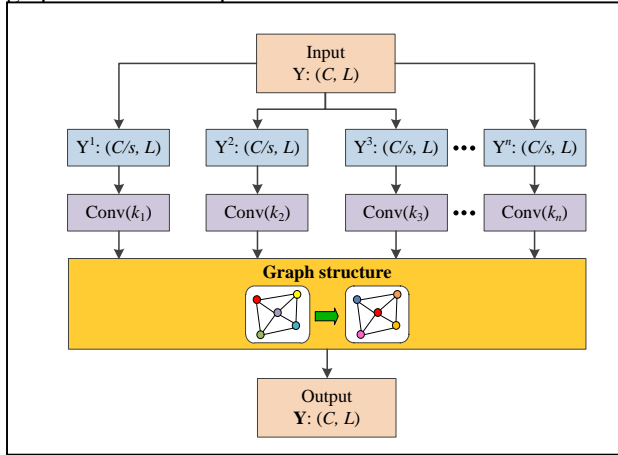 Input
Y: (C, L)
Y¹: (C/s, L)
Y²: (C/s, L)
Y³: (C/s, L)
•••
Yⁿ: (C/s, L)
Conv(k₁)
Conv(k₂)
Conv(k₃)
•••
Conv(kₙ)
Graph structure
Output
Y: (C, L)